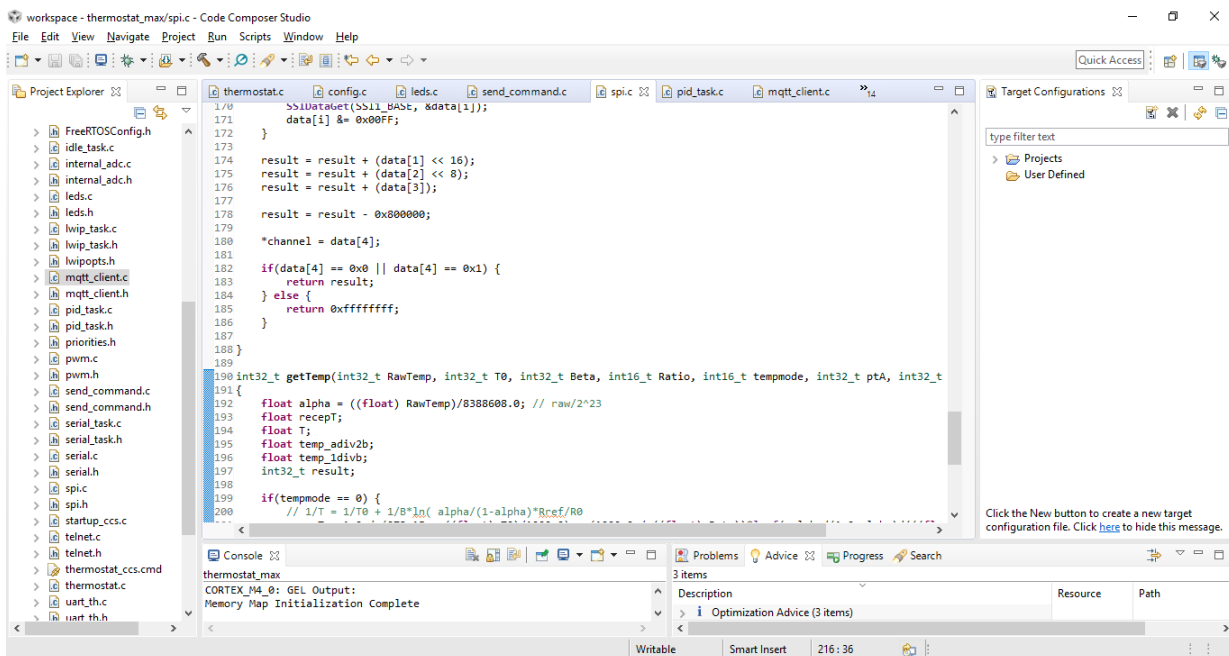 workspace - thermostat_max/spi.c - Code Composer Studio
File Edit View Navigate Project Run Scripts Window Help
Quick Access
Project Explorer
FreeRTOSConfig.h
idle_task.c
internal_adc.c
internal_adc.h
leds.c
leds.h
lwip_task.c
lwip_task.h
lwipopts.h
mqtt_client.c
mqtt_client.h
pid_task.c
pid_task.h
priorities.h
pwm.c
pwm.h
send_command.c
send_command.h
serial_task.c
serial_task.h
serial.c
serial.h
spi.c
spi.h
startup_ccs.c
telnet.c
telnet.h
thermostat_ccs.cmd
thermostat.c
uart_th.c
uart_th.h
thermostat.c config.c leds.c send_command.c spi.c pid_task.c mqtt_client.c »14
170 SSIDataGet(SSI1_BASE, &data[i]);
171 data[i] &= 0x00FF;
172 }
173
174 result = result + (data[1] << 16);
175 result = result + (data[2] << 8);
176 result = result + (data[3]);
177
178 result = result - 0x800000;
179
180 *channel = data[4];
181
182 if(data[4] == 0x0 || data[4] == 0x1) {
183 return result;
184 } else {
185 return 0xffffffff;
186 }
187
188 }
189
190 int32_t getTemp(int32_t RawTemp, int32_t T0, int32_t Beta, int16_t Ratio, int16_t tempmode, int32_t ptA, int32_t
191 {
192 float alpha = ((float) RawTemp)/8388608.0; // raw/2^23
193 float recepT;
194 float T;
195 float temp_adiv2b;
196 float temp_1divb;
197 int32_t result;
198
199 if(tempmode == 0) {
200 // 1/T = 1/T0 + 1/B*ln( alpha/(1-alpha)*Rref/R0
Target Configurations
type filter text
Projects
User Defined
Click the New button to create a new target
configuration file. Click here to hide this message.
Console
thermostat_max
CORTEX_M4_0: GEL Output:
Memory Map Initialization Complete
Problems Advice Progress Search
3 items
Description Resource Path
i Optimization Advice (3 items)
Writable Smart Insert 216 : 36